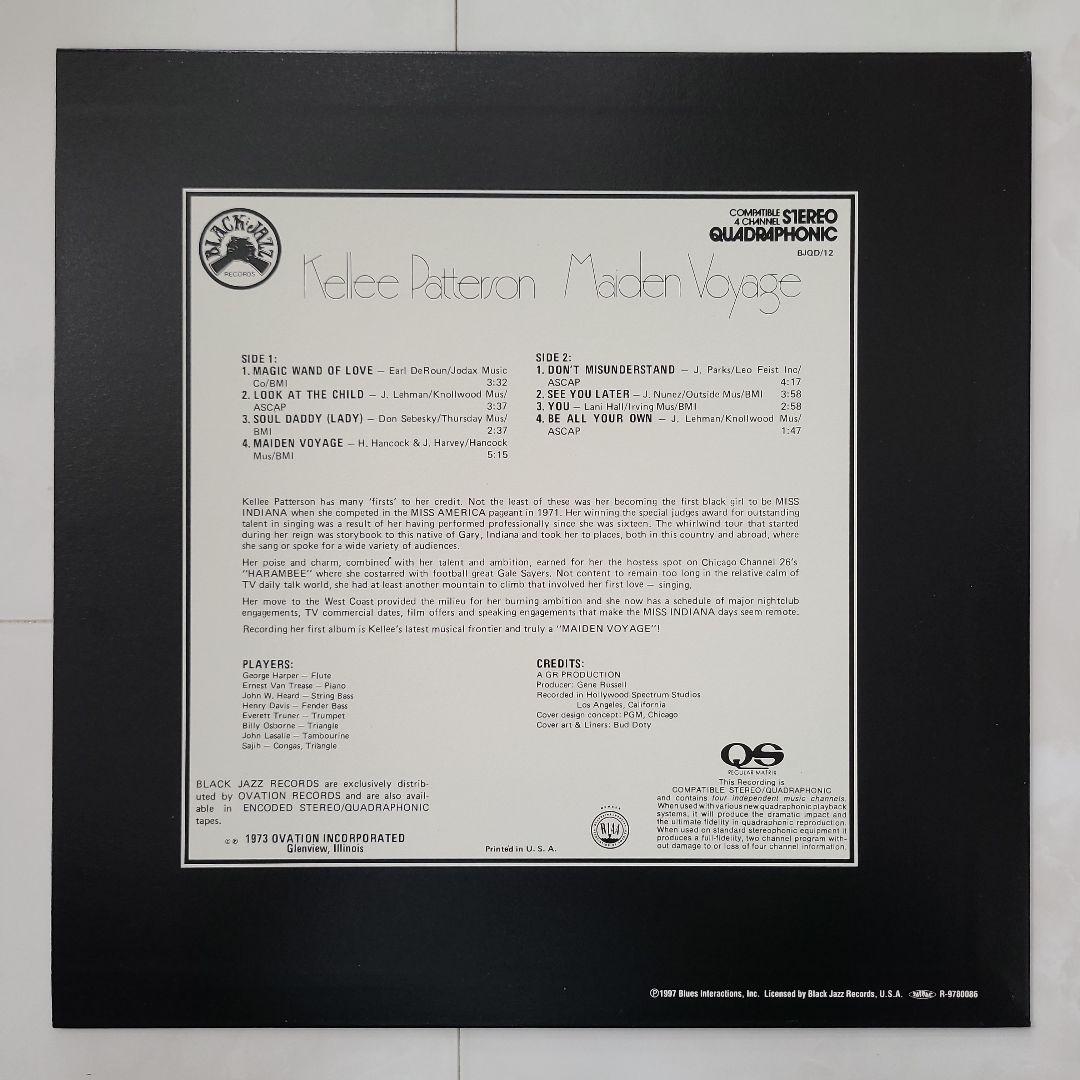 BLACK JAZZ
RECORDS
COMPATIBLE
4 CHANNEL STEREO
QUADRAPHONIC
BJQD/12
Kellee Patterson Maiden Voyage
SIDE 1:
1. MAGIC WAND OF LOVE — Earl DeRoun/Jodax Music
Co/BMI 3:32
2. LOOK AT THE CHILD — J. Lehman/Knollwood Mus/
ASCAP 3:37
3. SOUL DADDY (LADY) — Don Sebesky/Thursday Mus/
BMI 2:37
4. MAIDEN VOYAGE — H. Hancock & J. Harvey/Hancock
Mus/BMI 5:15
SIDE 2:
1. DON'T MISUNDERSTAND — J. Parks/Leo Feist Inc/
ASCAP 4:17
2. SEE YOU LATER — J. Nunez/Outside Mus/BMI 3:58
3. YOU — Lani Hall/Irving Mus/BMI 2:58
4. BE ALL YOUR OWN — J. Lehman/Knollwood Mus/
ASCAP 1:47
Kellee Patterson has many 'firsts' to her credit. Not the least of these was her becoming the first black girl to be MISS
INDIANA when she competed in the MISS AMERICA pageant in 1971. Her winning the special judges award for outstanding
talent in singing was a result of her having performed professionally since she was sixteen. The whirlwind tour that started
during her reign was storybook to this native of Gary, Indiana and took her to places, both in this country and abroad, where
she sang or spoke for a wide variety of audiences.
Her poise and charm, combined with her talent and ambition, earned for her the hostess spot on Chicago Channel 26's
"HARAMBEE" where she costarred with football great Gale Sayers. Not content to remain too long in the relative calm of
TV daily talk world, she had at least another mountain to climb that involved her first love — singing.
Her move to the West Coast provided the milieu for her burning ambition and she now has a schedule of major nightclub
engagements, TV commercial dates, film offers and speaking engagements that make the MISS INDIANA days seem remote.
Recording her first album is Kellee's latest musical frontier and truly a "MAIDEN VOYAGE"!
PLAYERS:
George Harper — Flute
Ernest Van Trease — Piano
John W. Heard — String Bass
Henry Davis — Fender Bass
Everett Truner — Trumpet
Billy Osborne — Triangle
John Lasalle — Tambourine
Sajih — Congas, Triangle
CREDITS:
A GR PRODUCTION
Producer: Gene Russell
Recorded in Hollywood Spectrum Studios
Los Angeles, California
Cover design concept: PGM, Chicago
Cover art & Liners: Bud Doty
BLACK JAZZ RECORDS are exclusively distrib-
uted by OVATION RECORDS and are also avail-
able in ENCODED STEREO/QUADRAPHONIC
tapes.
©℗ 1973 OVATION INCORPORATED
Glenview, Illinois
Printed in U. S. A.
QS
REGULAR MATRIX
This Recording is
COMPATIBLE STEREO/QUADRAPHONIC
and contains four independent music channels.
When used with various new quadraphonic playback
systems, it will produce the dramatic impact and
the ultimate fidelity in quadraphonic reproduction.
When used on standard stereophonic equipment it
produces a full-fidelity, two channel program with-
out damage to or loss of four channel information.
℗1997 Blues Interactions, Inc. Licensed by Black Jazz Records, U.S.A. R-9780086